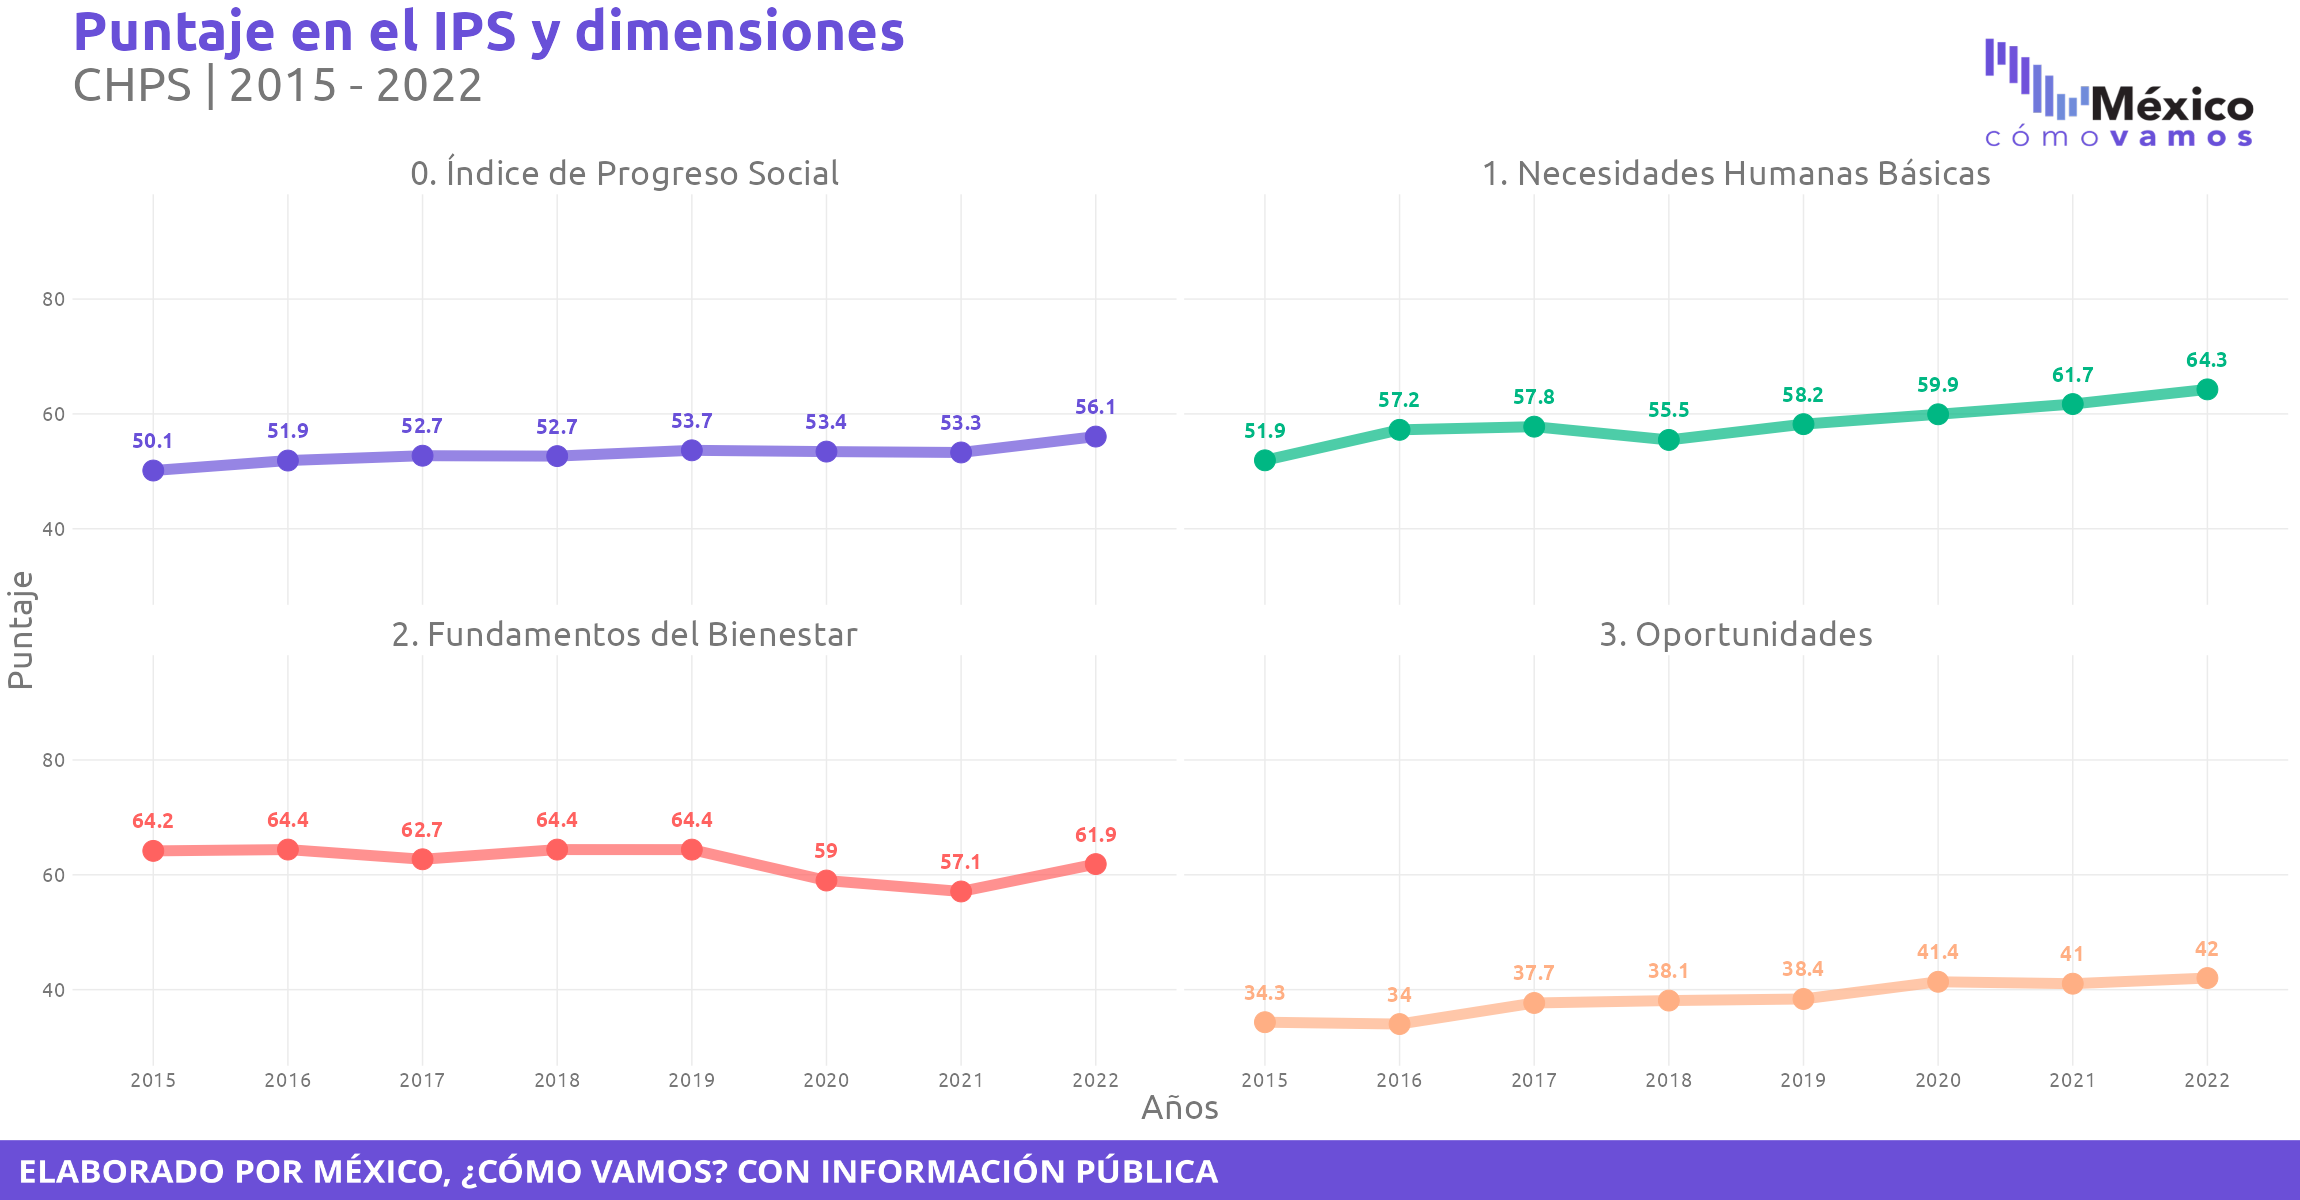 Puntaje en el IPS y dimensiones
CHPS | 2015 - 2022
México
cómovamos
0. Índice de Progreso Social
80
60
40
50.1 51.9 52.7 52.7 53.7 53.4 53.3 56.1
1. Necesidades Humanas Básicas
51.9 57.2 57.8 55.5 58.2 59.9 61.7 64.3
Puntaje
2. Fundamentos del Bienestar
80
60
40
64.2 64.4 62.7 64.4 64.4 59 57.1 61.9
2015 2016 2017 2018 2019 2020 2021 2022
3. Oportunidades
34.3 34 37.7 38.1 38.4 41.4 41 42
2015 2016 2017 2018 2019 2020 2021 2022
Años
ELABORADO POR MÉXICO, ¿CÓMO VAMOS? CON INFORMACIÓN PÚBLICA